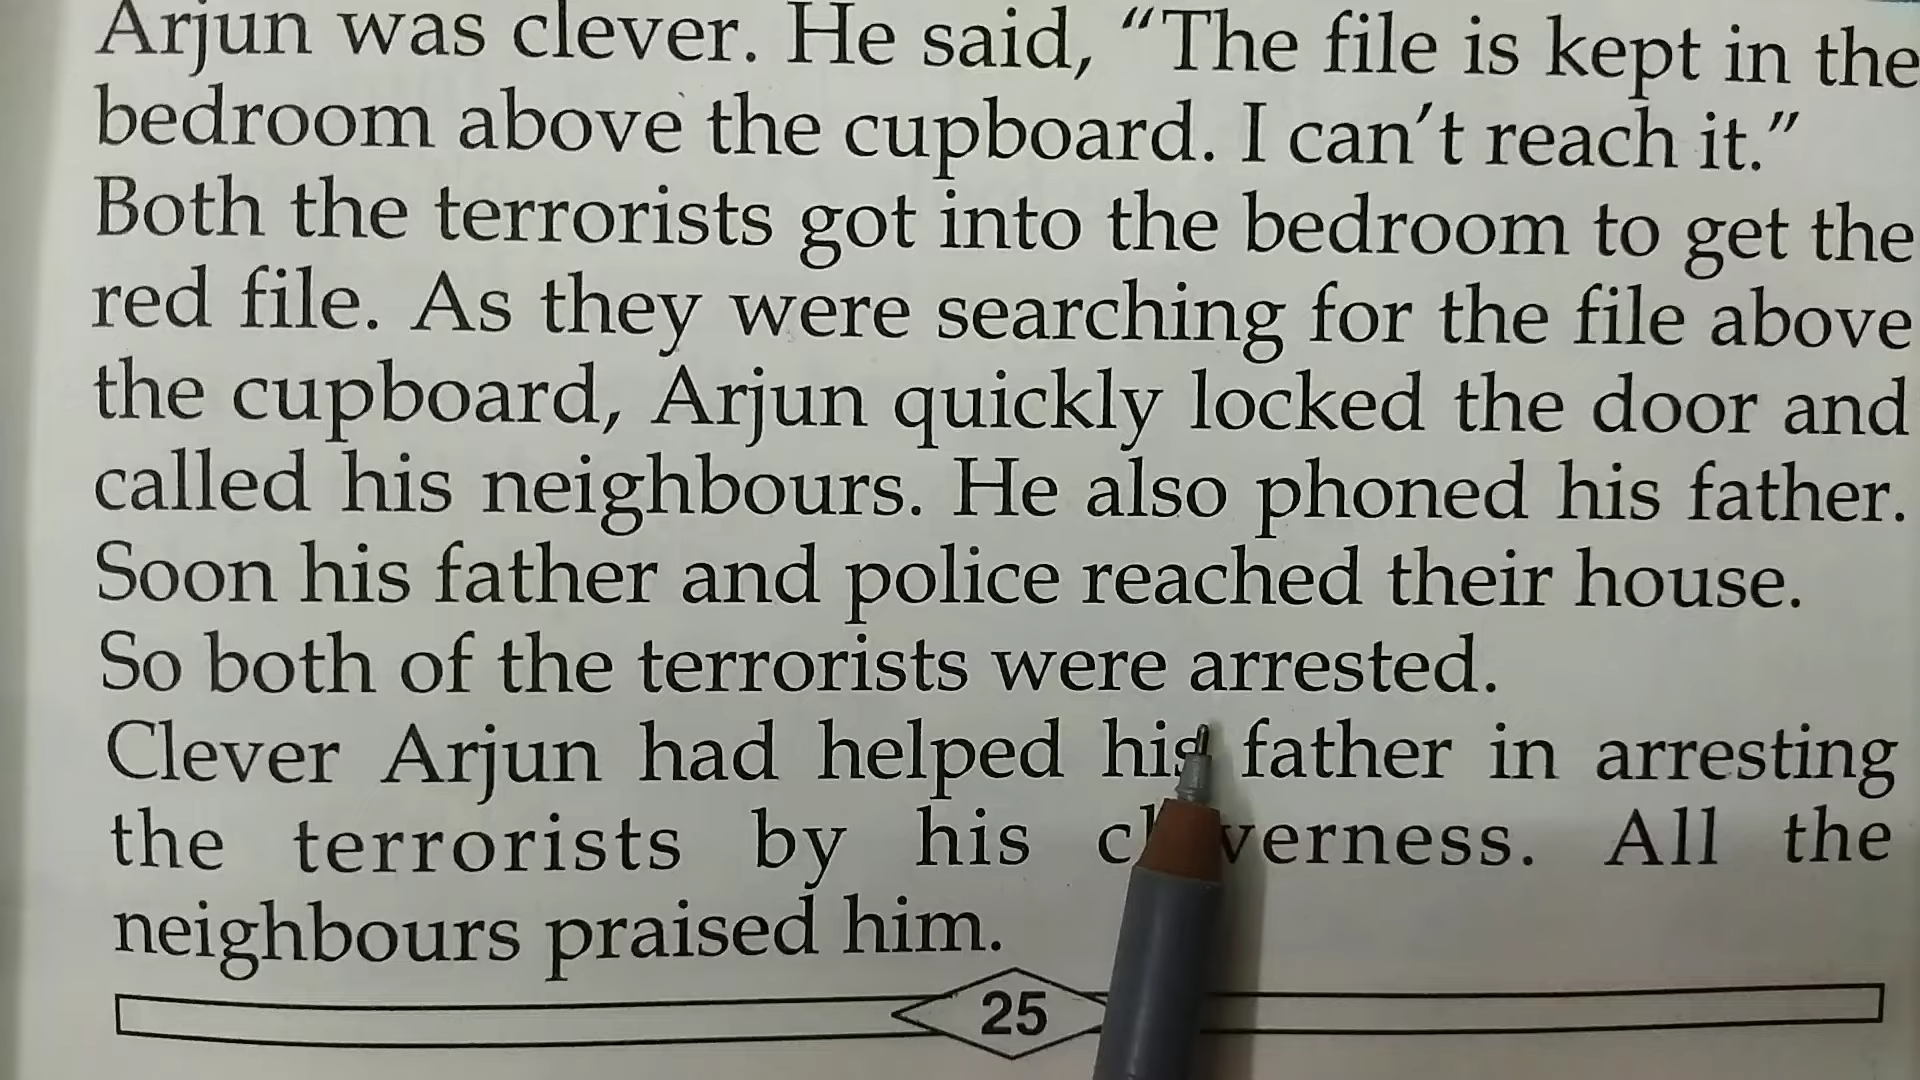 Arjun was clever. He said, “The file is kept in the
bedroom above the cupboard. I can’t reach it.”
Both the terrorists got into the bedroom to get the
red file. As they were searching for the file above
the cupboard, Arjun quickly locked the door and
called his neighbours. He also phoned his father.
Soon his father and police reached their house.
So both of the terrorists were arrested.
Clever Arjun had helped his father in arresting
the terrorists by his cleverness. All the
neighbours praised him.
25